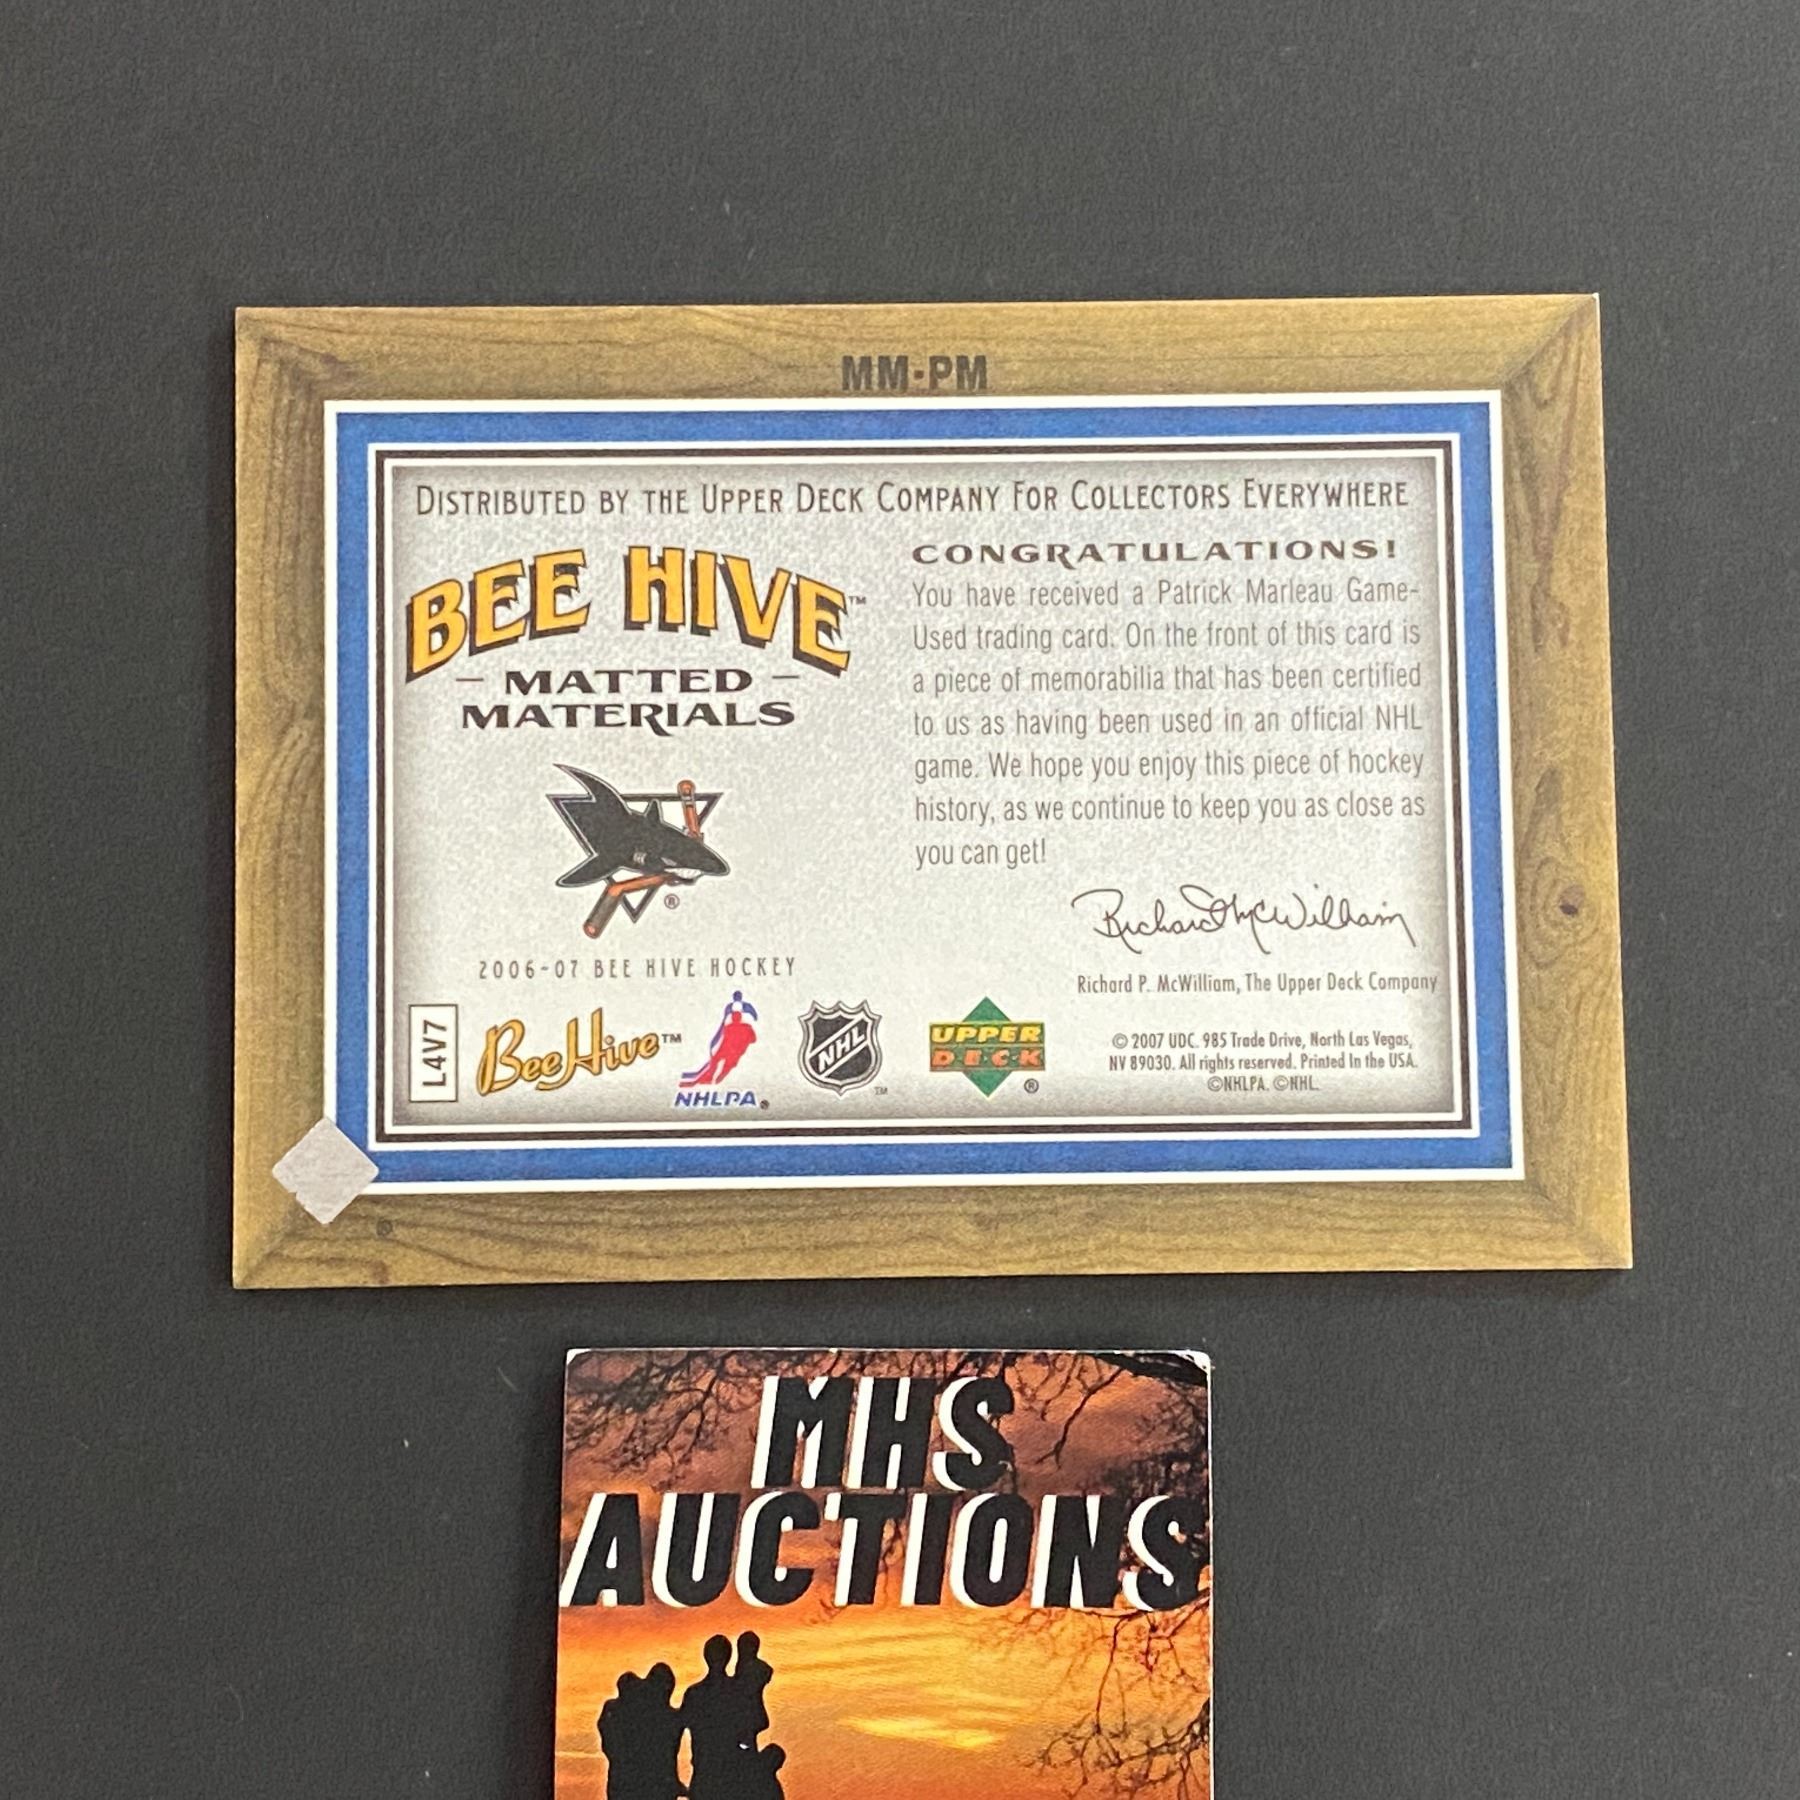 MM-PM
DISTRIBUTED BY THE UPPER DECK COMPANY FOR COLLECTORS EVERYWHERE
BEE HIVE™
- MATTED -
MATERIALS
®
2006-07 BEE HIVE HOCKEY
CONGRATULATIONS!
You have received a Patrick Marleau Game-
Used trading card. On the front of this card is
a piece of memorabilia that has been certified
to us as having been used in an official NHL
game. We hope you enjoy this piece of hockey
history, as we continue to keep you as close as
you can get!
Richard McWilliam
Richard P. McWilliam, The Upper Deck Company
L4V7
BeeHive™
NHLPA®
NHL™
UPPER
DECK®
© 2007 UDC. 985 Trade Drive, North Las Vegas,
NV 89030. All rights reserved. Printed In the USA.
©NHLPA. ©NHL.
MHS
AUCTIONS